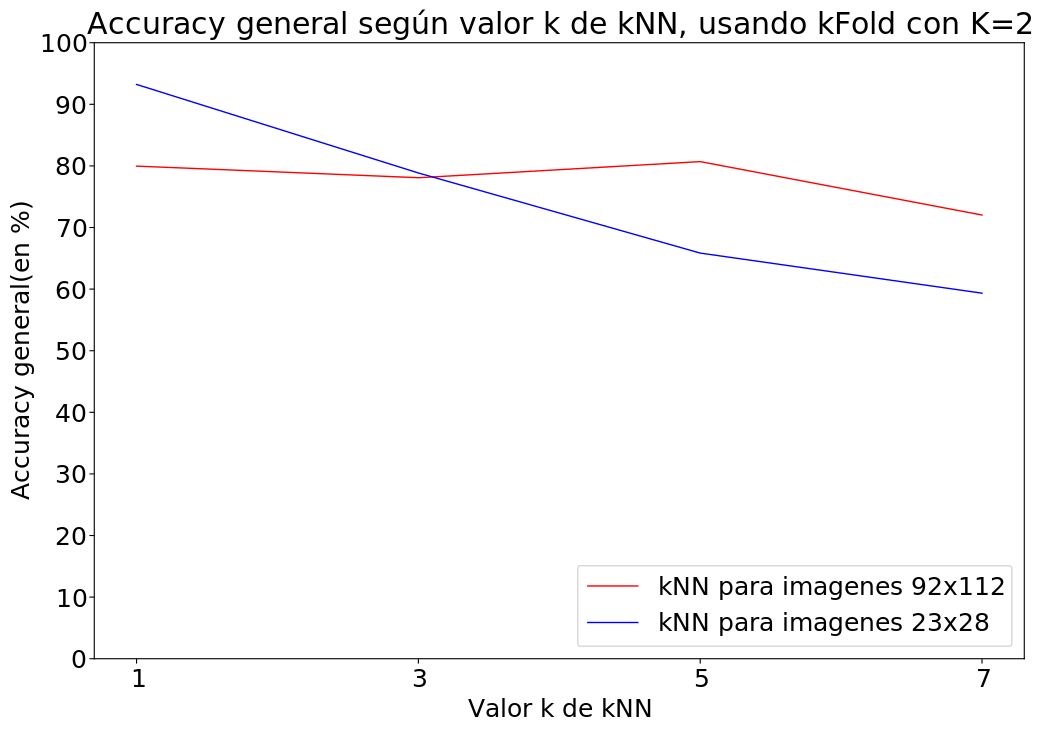 Accuracy general según valor k de kNN, usando kFold con K=2
100
90
80
70
60
50
40
30
20
10
0
Accuracy general(en %)
kNN para imagenes 92x112
kNN para imagenes 23x28
1 3 5 7
Valor k de kNN